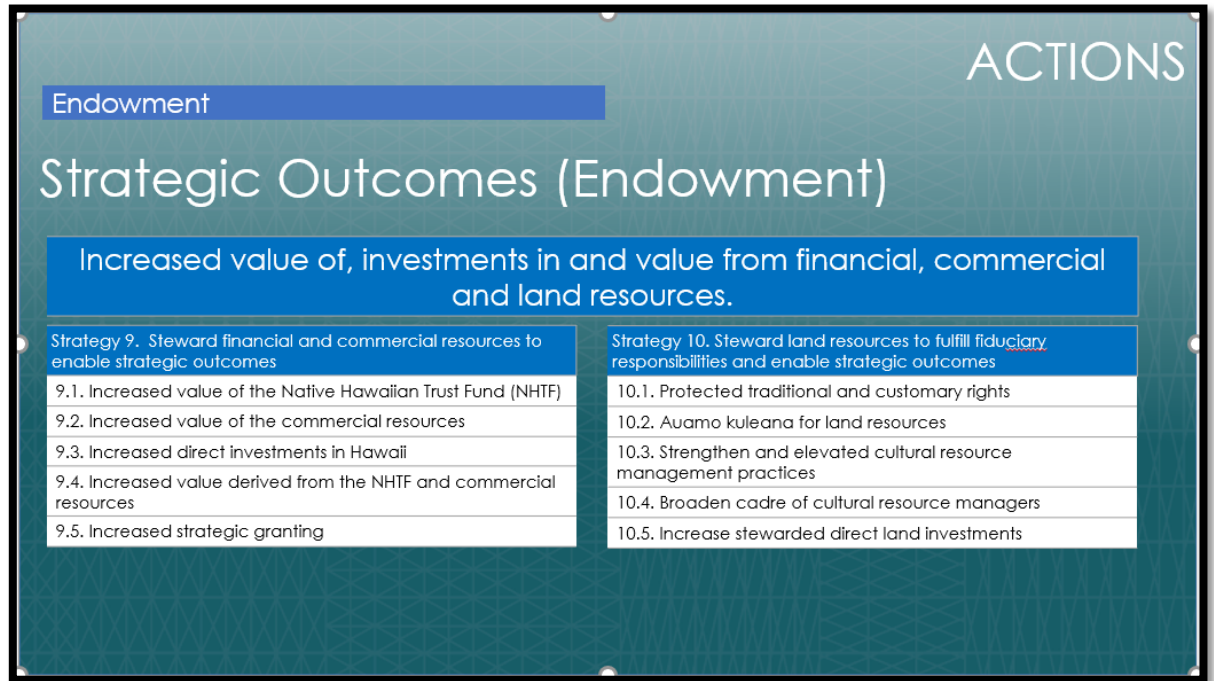 ACTIONS
Endowment
Strategic Outcomes (Endowment)
Increased value of, investments in and value from financial, commercial
and land resources.
Strategy 9.  Steward financial and commercial resources to
enable strategic outcomes
9.1. Increased value of the Native Hawaiian Trust Fund (NHTF)
9.2. Increased value of the commercial resources
9.3. Increased direct investments in Hawaii
9.4. Increased value derived from the NHTF and commercial
resources
9.5. Increased strategic granting
Strategy 10. Steward land resources to fulfill fiduciary
responsibilities and enable strategic outcomes
10.1. Protected traditional and customary rights
10.2. Auamo kuleana for land resources
10.3. Strengthen and elevated cultural resource
management practices
10.4. Broaden cadre of cultural resource managers
10.5. Increase stewarded direct land investments